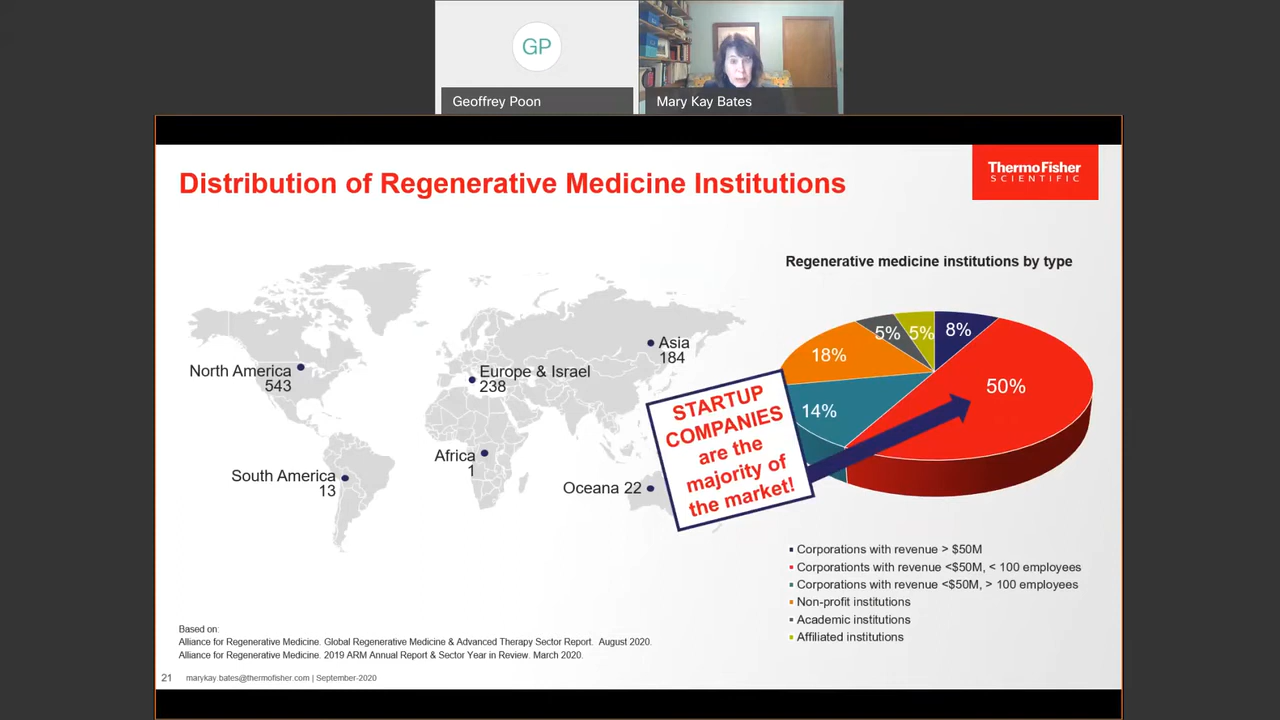 GP
Geoffrey Poon
Mary Kay Bates
Distribution of Regenerative Medicine Institutions
ThermoFisher
SCIENTIFIC
Regenerative medicine institutions by type
North America
543
South America
13
Europe & Israel
238
Africa
1
Asia
184
Oceana 22
STARTUP
COMPANIES
are the
majority of
the market!
8%
50%
14%
18%
5%
5%
Corporations with revenue > $50M
Corporationts with revenue <$50M, < 100 employees
Corporations with revenue <$50M, > 100 employees
Non-profit institutions
Academic institutions
Affiliated institutions
Based on:
Alliance for Regenerative Medicine. Global Regenerative Medicine & Advanced Therapy Sector Report. August 2020.
Alliance for Regenerative Medicine. 2019 ARM Annual Report & Sector Year in Review. March 2020.
21 marykay.bates@thermofisher.com | September-2020